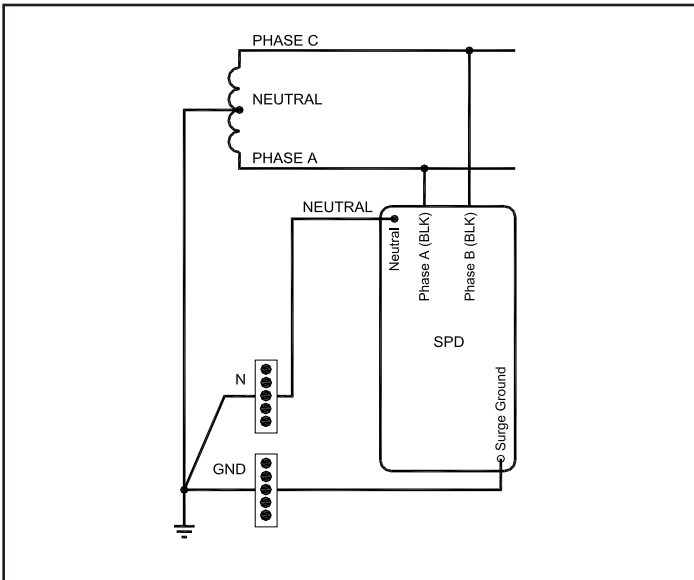 PHASE C
NEUTRAL
PHASE A
NEUTRAL
Neutral
Phase A (BLK)
Phase B (BLK)
SPD
N
Surge Ground
GND